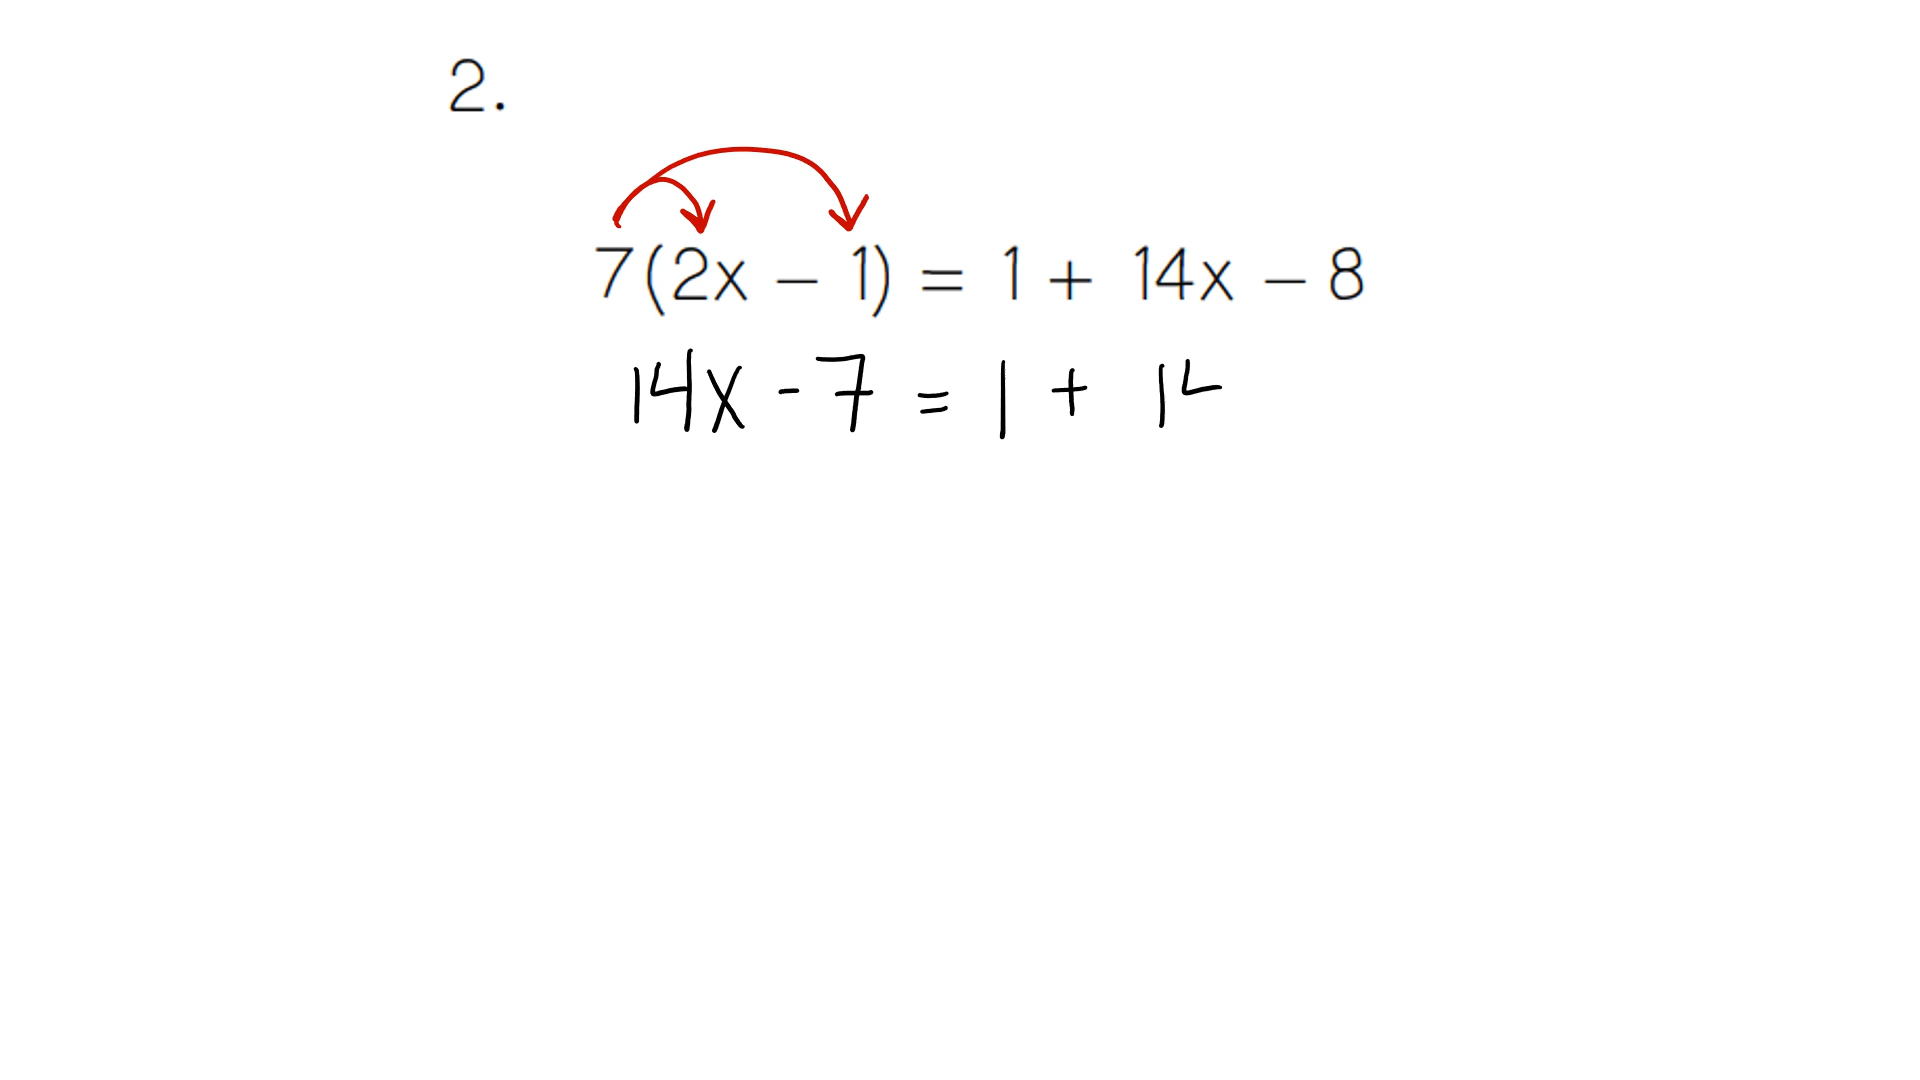 2.
7(2x – 1) = 1 + 14x – 8
14x - 7 = 1 + 1